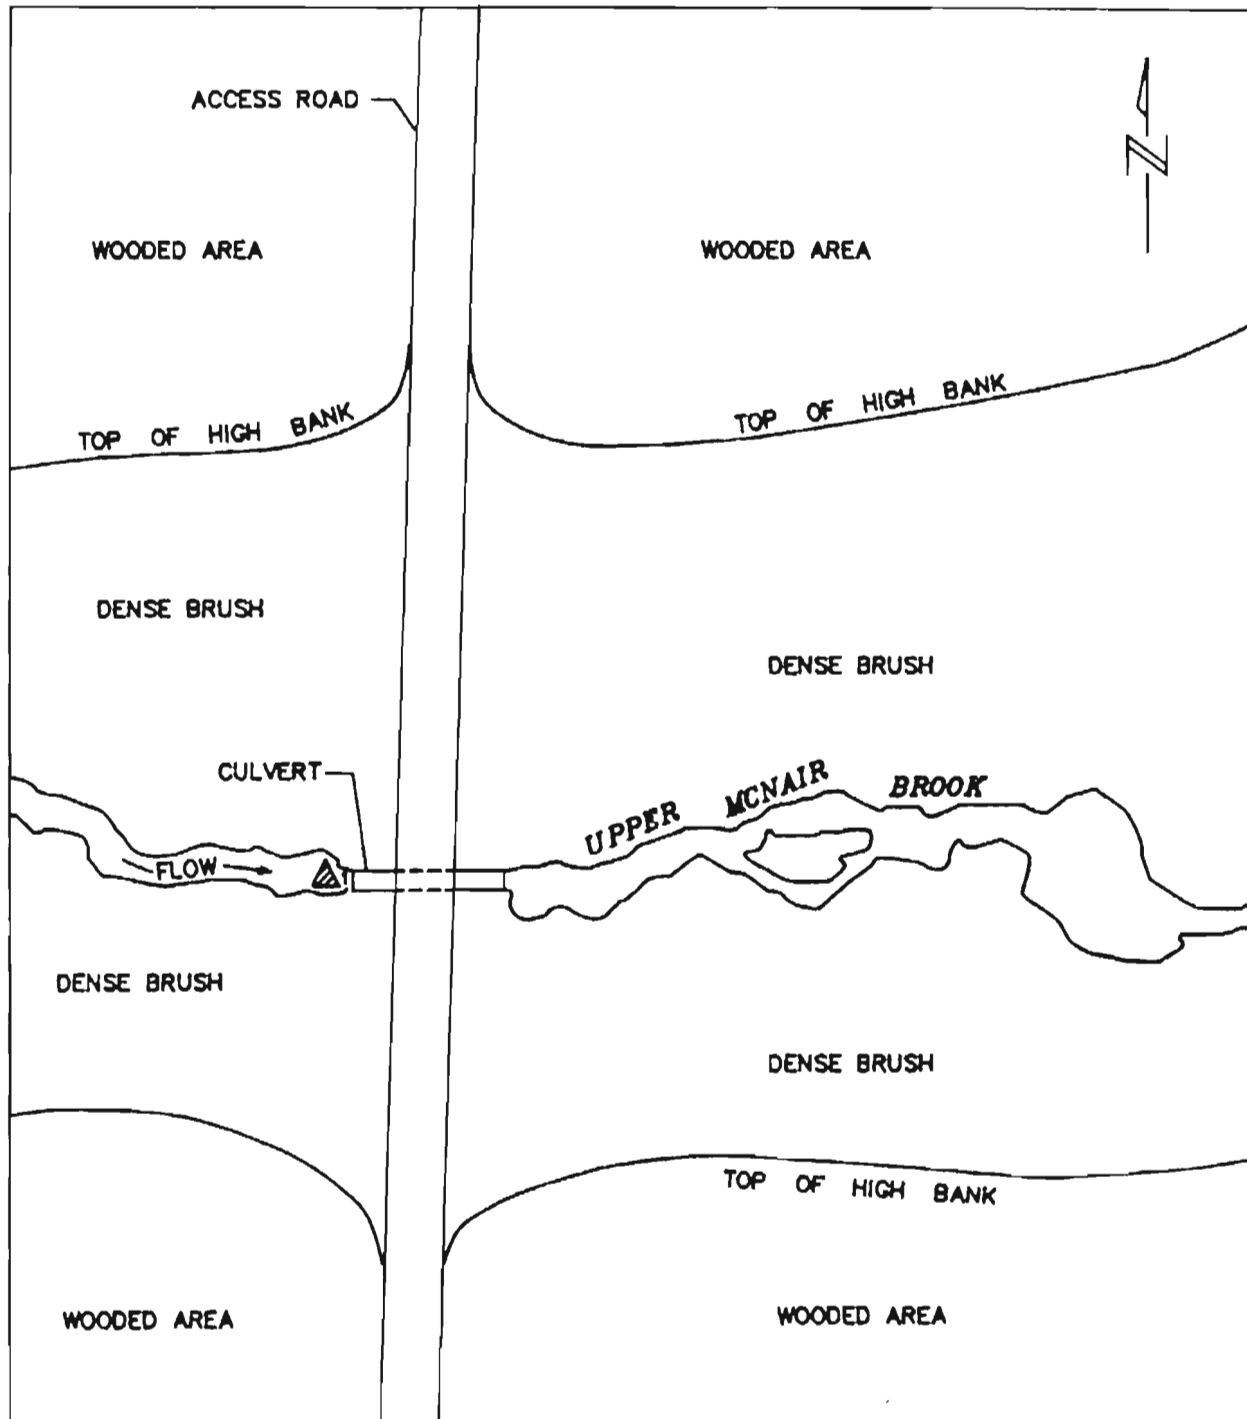 ACCESS ROAD
N
WOODED AREA
WOODED AREA
TOP OF HIGH BANK
TOP OF HIGH BANK
DENSE BRUSH
DENSE BRUSH
CULVERT
UPPER MCNAIR BROOK
FLOW
DENSE BRUSH
DENSE BRUSH
TOP OF HIGH BANK
WOODED AREA
WOODED AREA